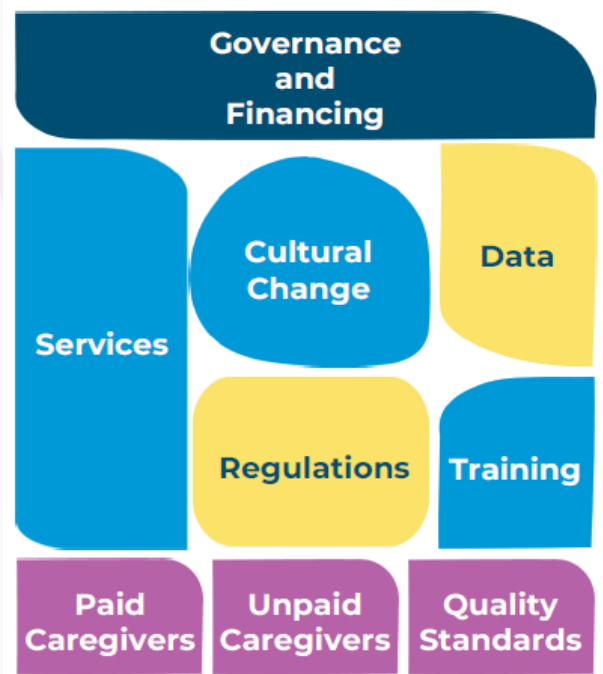 Governance
and
Financing
Services
Cultural
Change
Data
Regulations
Training
Paid
Caregivers
Unpaid
Caregivers
Quality
Standards